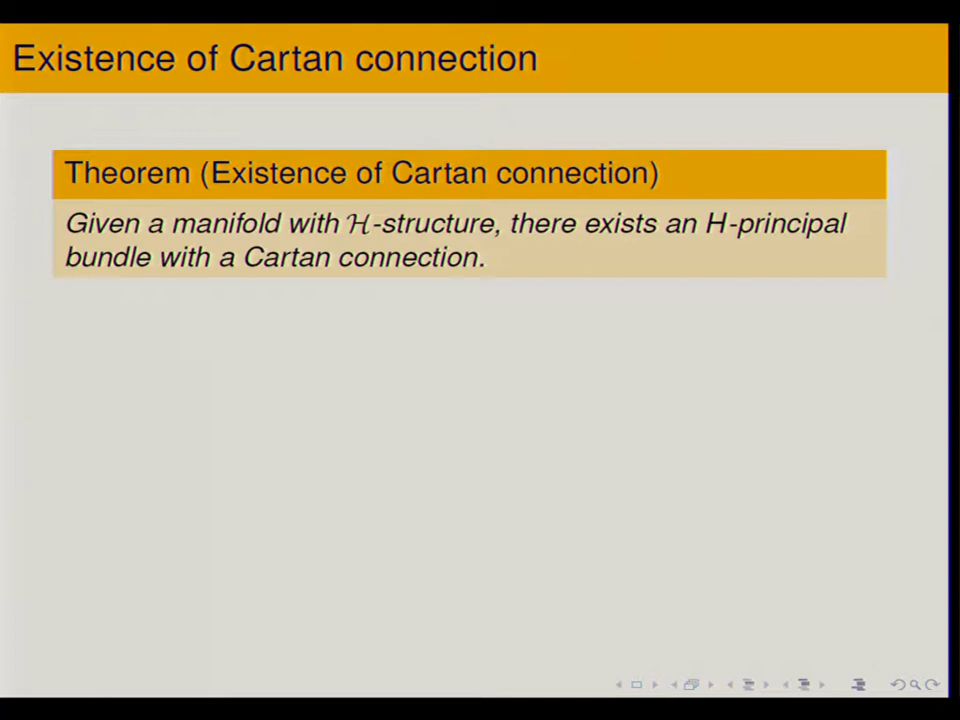 Existence of Cartan connection
Theorem (Existence of Cartan connection)
Given a manifold with ℋ-structure, there exists an H-principal
bundle with a Cartan connection.